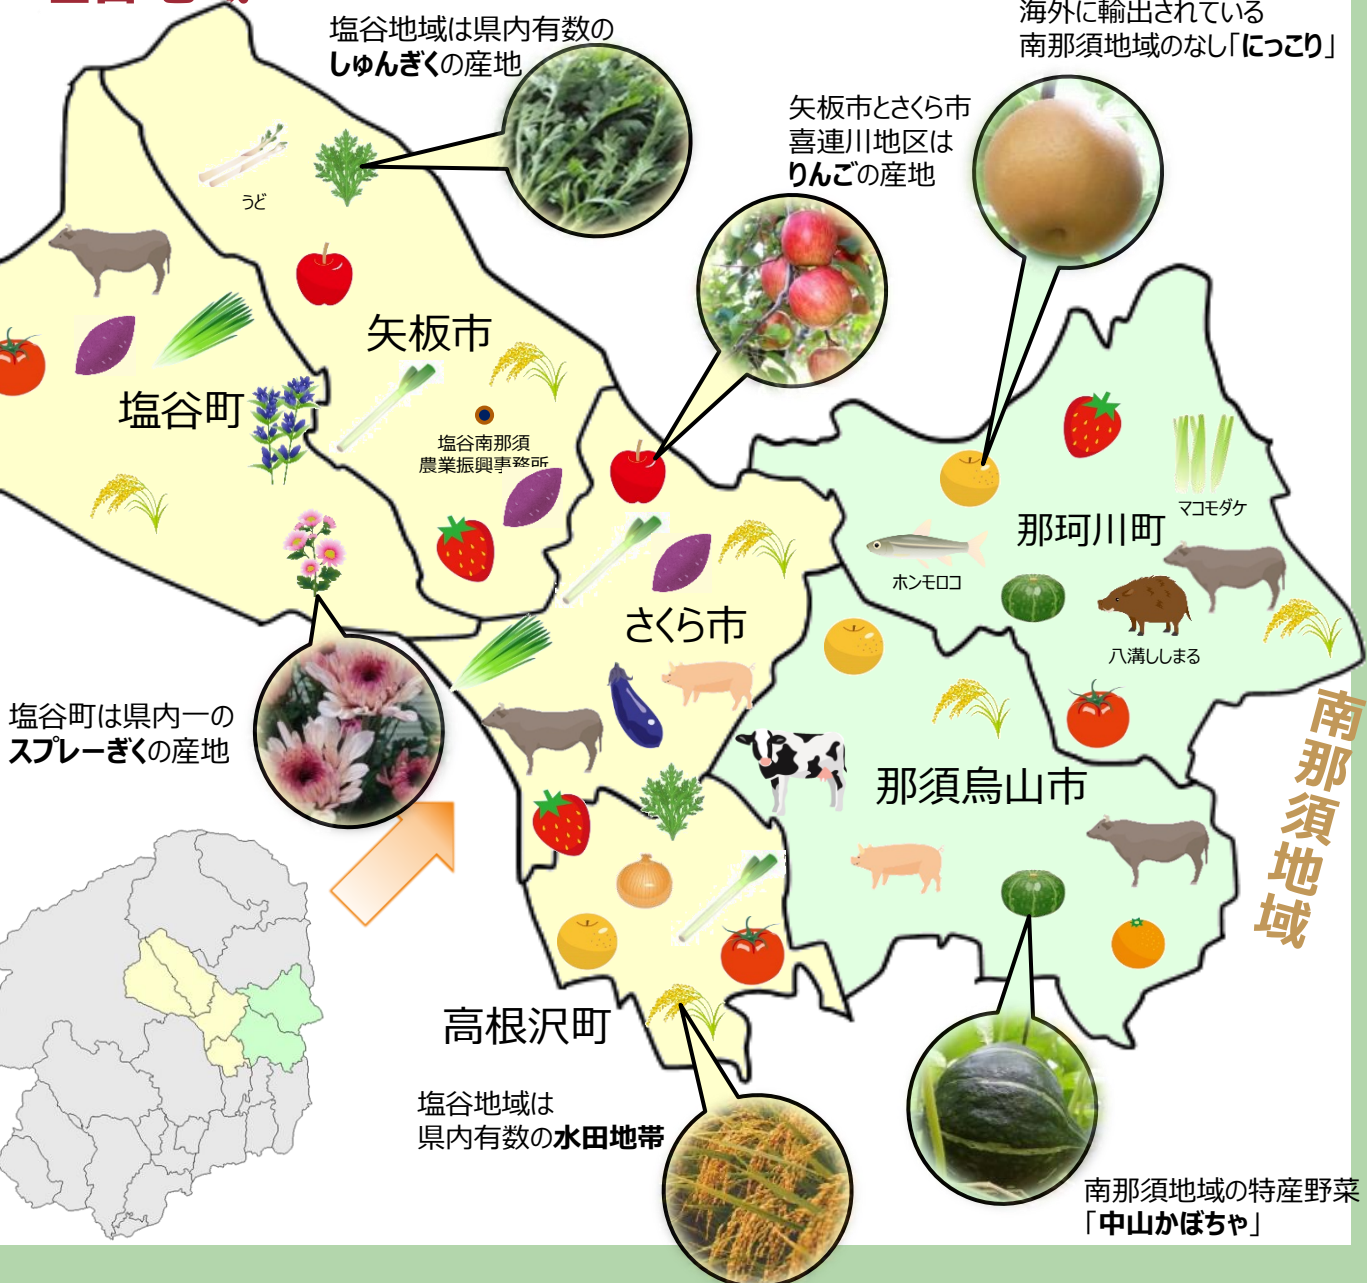 塩谷地域は県内有数の
しゅんぎくの産地
海外に輸出されている
南那須地域のなし「にっこり」
矢板市とさくら市
喜連川地区は
りんごの産地
うど
矢板市
塩谷町
塩谷南那須
農業振興事務所
那珂川町
マコモダケ
ホンモロコ
八溝ししまる
さくら市
塩谷町は県内一の
スプレーぎくの産地
那須烏山市
南那須地域
高根沢町
塩谷地域は
県内有数の水田地帯
南那須地域の特産野菜
「中山かぼちゃ」